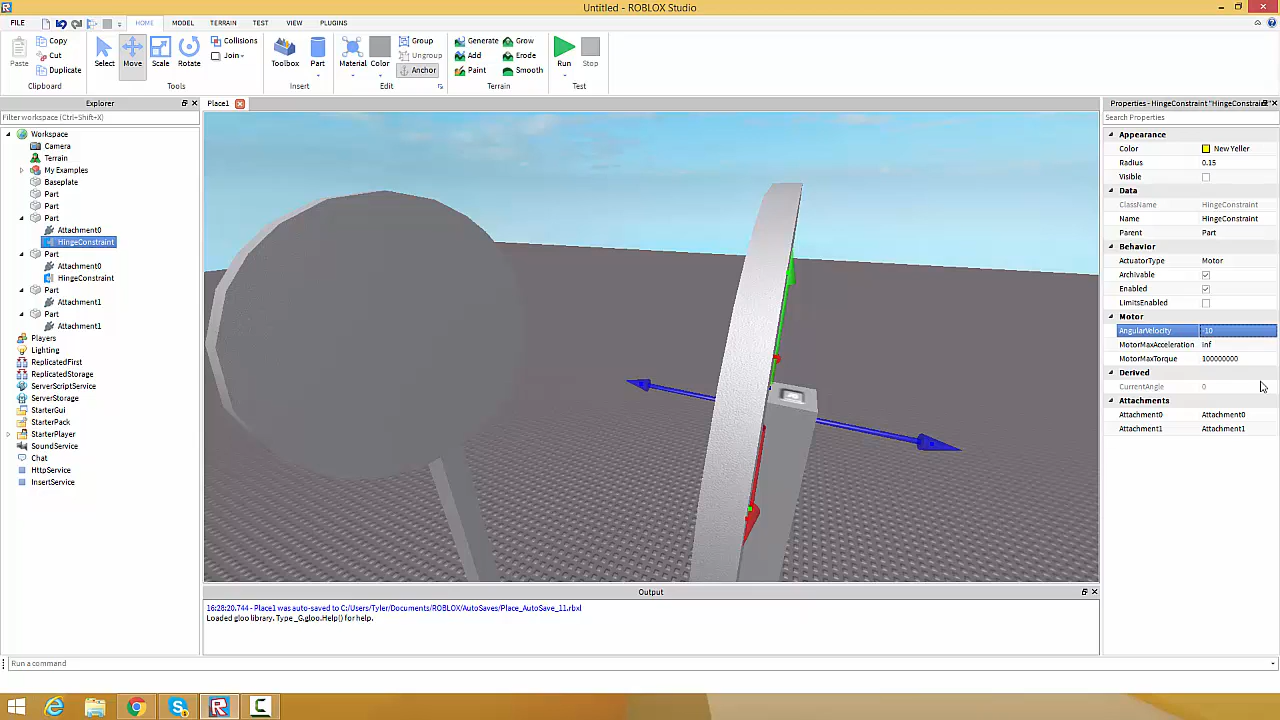 Untitled - ROBLOX Studio
FILE HOME MODEL TERRAIN TEST VIEW PLUGINS
Paste
Copy
Cut
Duplicate
Clipboard
Select Move Scale Rotate
Collisions
Join
Tools
Toolbox Part
Insert
Material Color
Group
Ungroup
Anchor
Edit
Generate Grow
Add Erode
Paint Smooth
Terrain
Run Stop
Test
Explorer
Filter workspace (Ctrl+Shift+X)
Workspace
Camera
Terrain
My Examples
Baseplate
Part
Part
Part
Attachment0
HingeConstraint
Part
Attachment0
HingeConstraint
Part
Attachment1
Part
Attachment1
Players
Lighting
ReplicatedFirst
ReplicatedStorage
ServerScriptService
ServerStorage
StarterGui
StarterPack
StarterPlayer
SoundService
Chat
HttpService
InsertService
Place1
Properties - HingeConstraint "HingeConstraint"
Search Properties
Appearance
Color New Yeller
Radius 0.15
Visible
Data
ClassName HingeConstraint
Name HingeConstraint
Parent Part
Behavior
ActuatorType Motor
Archivable
Enabled
LimitsEnabled
Motor
AngularVelocity -10
MotorMaxAcceleration Inf
MotorMaxTorque 100000000
Derived
CurrentAngle 0
Attachments
Attachment0 Attachment0
Attachment1 Attachment1
Output
16:28:20.744 - Place1 was auto-saved to C:/Users/Tyler/Documents/ROBLOX/AutoSaves/Place_AutoSave_11.rbxl
Loaded gloo library. Type _G.gloo.Help() for help.
Run a command